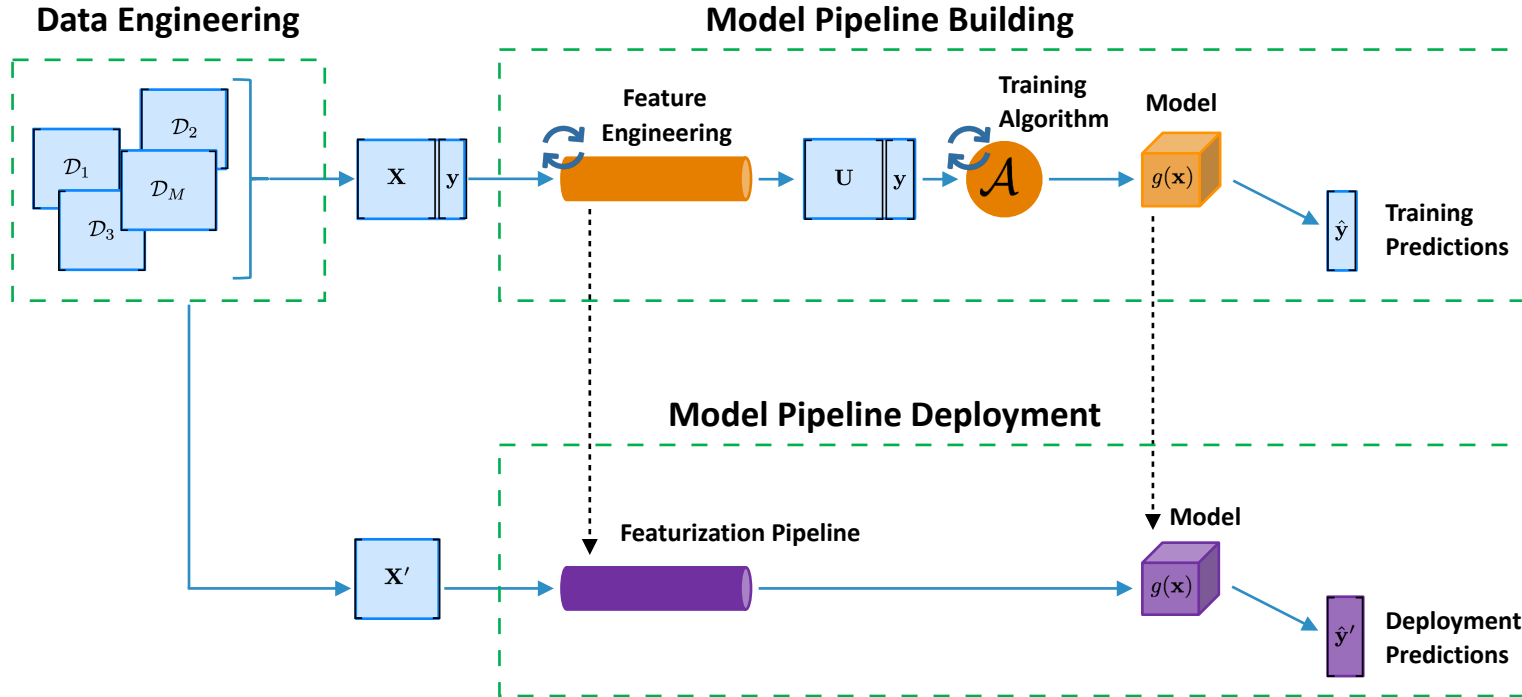 Data Engineering
Model Pipeline Building
𝒟₁
𝒟₂
𝒟₃
𝒟_M
X
y
Feature
Engineering
U
y
Training
Algorithm
𝒜
Model
g(x)
ŷ
Training
Predictions
Model Pipeline Deployment
X′
Featurization Pipeline
Model
g(x)
ŷ′
Deployment
Predictions